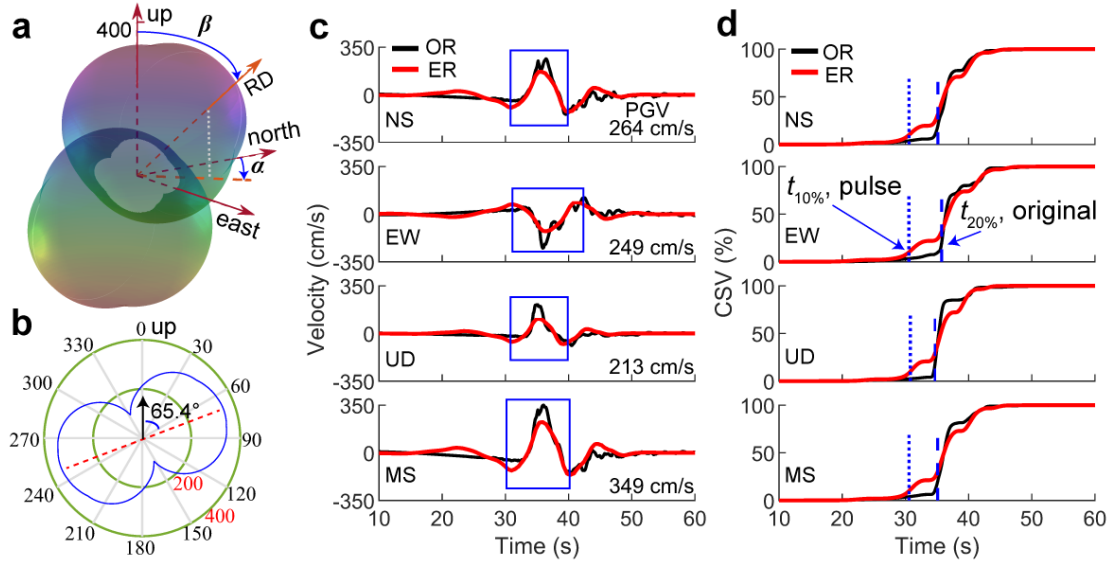 a
400
up
β
RD
north
α
east
b
0 up
330
30
300
60
65.4°
270
90
240
120
200
210
150
400
180
c
350
OR
ER
0
NS
PGV
264 cm/s
-350
350
0
EW
249 cm/s
-350
350
0
UD
213 cm/s
-350
350
0
MS
349 cm/s
-350
10 20 30 40 50 60
Time (s)
Velocity (cm/s)
d
100
OR
ER
50
NS
0
100
t10%, pulse
50
t20%, original
EW
0
100
50
UD
0
100
50
MS
0
10 20 30 40 50 60
Time (s)
CSV (%)